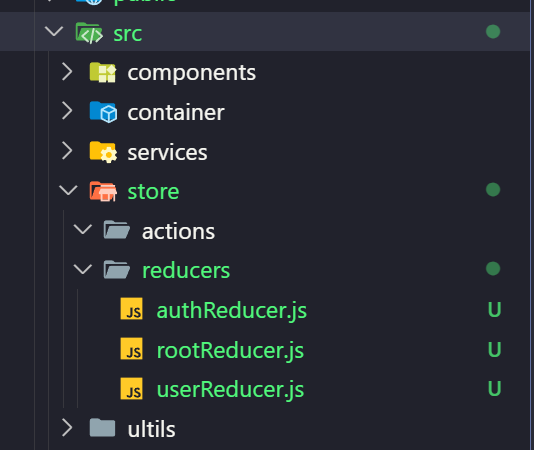 public
src
components
container
services
store
actions
reducers
JS authReducer.js U
JS rootReducer.js U
JS userReducer.js U
ultils